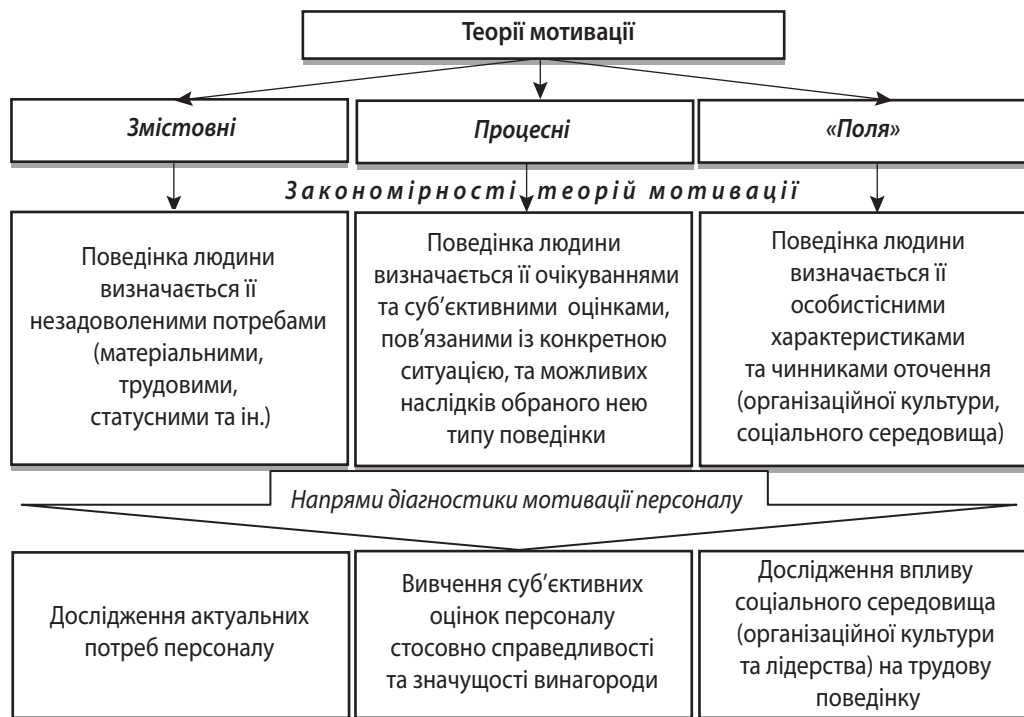 Теорії мотивації
Змістовні
Процесні
«Поля»
Закономірності теорій мотивації
Поведінка людини
визначається її
незадоволеними потребами
(матеріальними,
трудовими,
статусними та ін.)
Поведінка людини
визначається її очікуваннями
та суб’єктивними оцінками,
пов’язаними із конкретною
ситуацією, та можливих
наслідків обраного нею
типу поведінки
Поведінка людини
визначається її
особистісними
характеристиками
та чинниками оточення
(організаційної культури,
соціального середовища)
Напрями діагностики мотивації персоналу
Дослідження актуальних
потреб персоналу
Вивчення суб’єктивних
оцінок персоналу
стосовно справедливості
та значущості винагороди
Дослідження впливу
соціального середовища
(організаційної культури
та лідерства) на трудову
поведінку